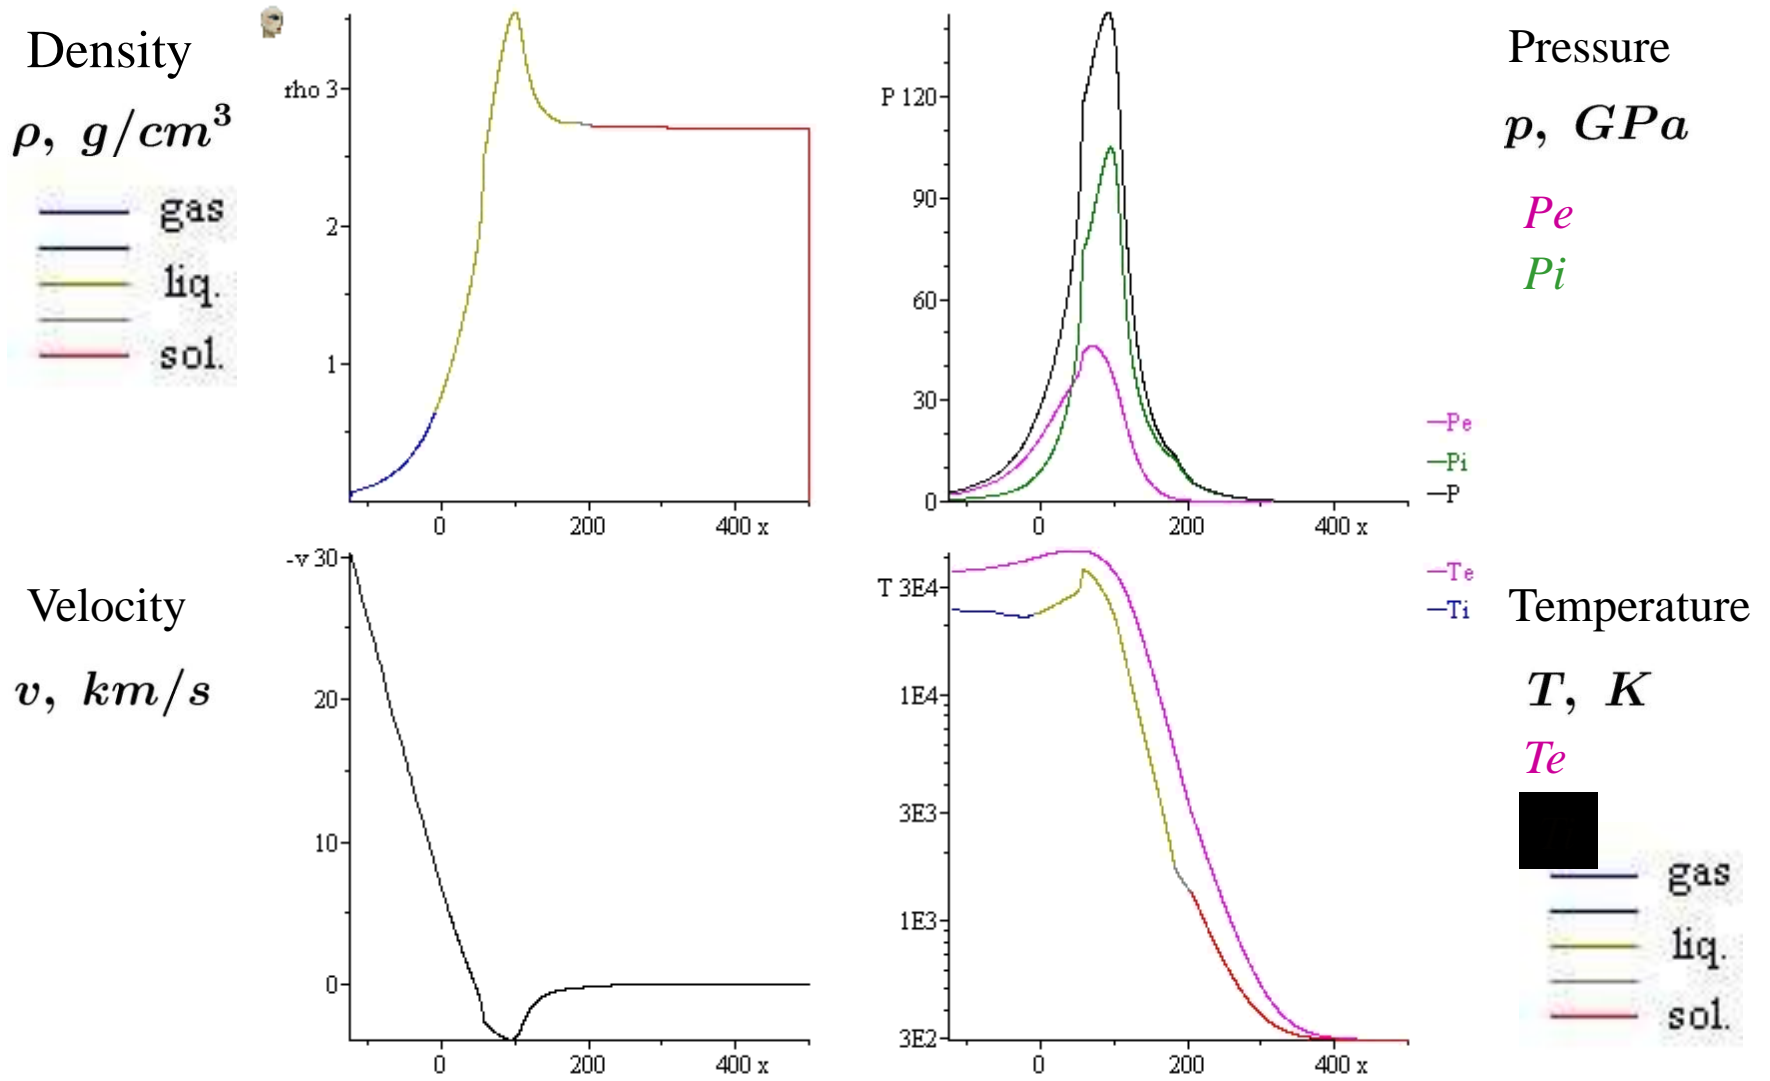 Density
ρ, g/cm³
gas
liq.
sol.
rho 3
2
1
0
200
400 x
P 120
90
60
30
0
0
200
400 x
Pe
Pi
P
Pressure
p, GPa
Pe
Pi
Velocity
v, km/s
-v 30
20
10
0
0
200
400 x
T 3E4
1E4
3E3
1E3
3E2
0
200
400 x
Te
Ti
Temperature
T, K
Te
gas
liq.
sol.